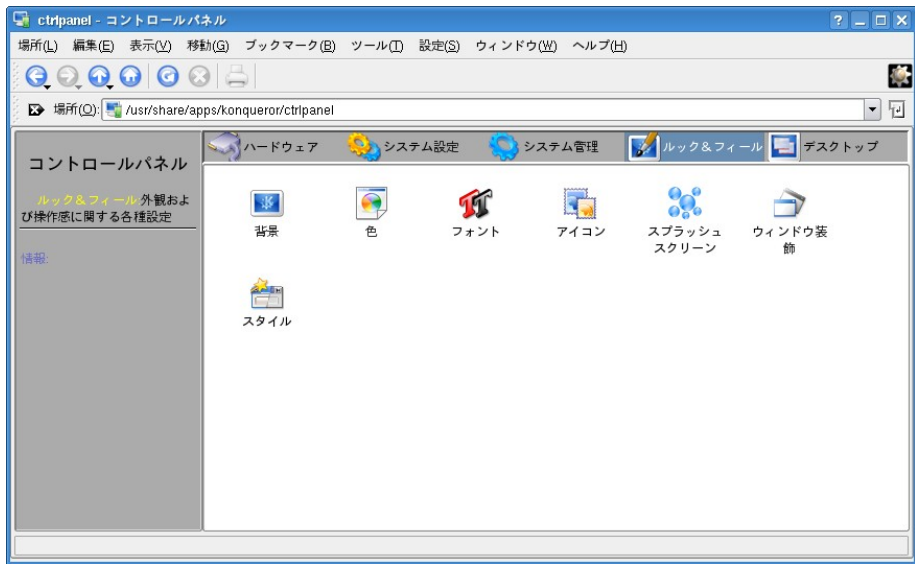 ctrlpanel - コントロールパネル
場所(L) 編集(E) 表示(V) 移動(G) ブックマーク(B) ツール(T) 設定(S) ウィンドウ(W) ヘルプ(H)
場所(O): /usr/share/apps/konqueror/ctrlpanel
ハードウェア システム設定 システム管理 ルック&フィール デスクトップ
コントロールパネル
ルック&フィール:外観およ
び操作感に関する各種設定
情報:
背景 色 フォント アイコン スプラッシュ
スクリーン ウィンドウ装
飾
スタイル